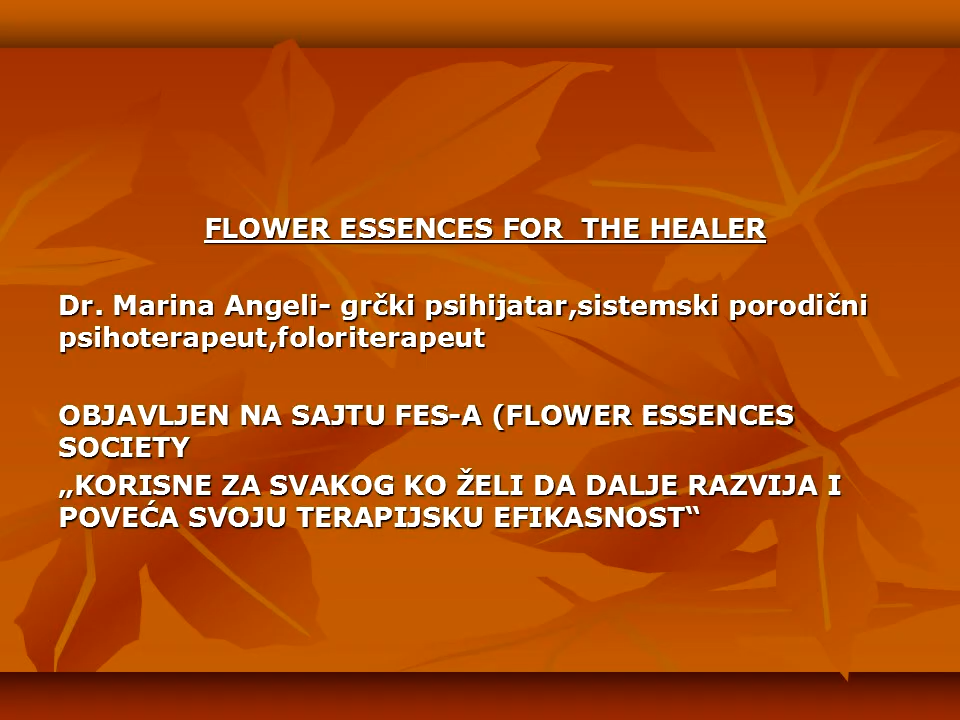 FLOWER ESSENCES FOR  THE HEALER
Dr. Marina Angeli- grčki psihijatar,sistemski porodični
psihoterapeut,foloriterapeut
OBJAVLJEN NA SAJTU FES-A (FLOWER ESSENCES
SOCIETY
„KORISNE ZA SVAKOG KO ŽELI DA DALJE RAZVIJA I
POVEĆA SVOJU TERAPIJSKU EFIKASNOST“